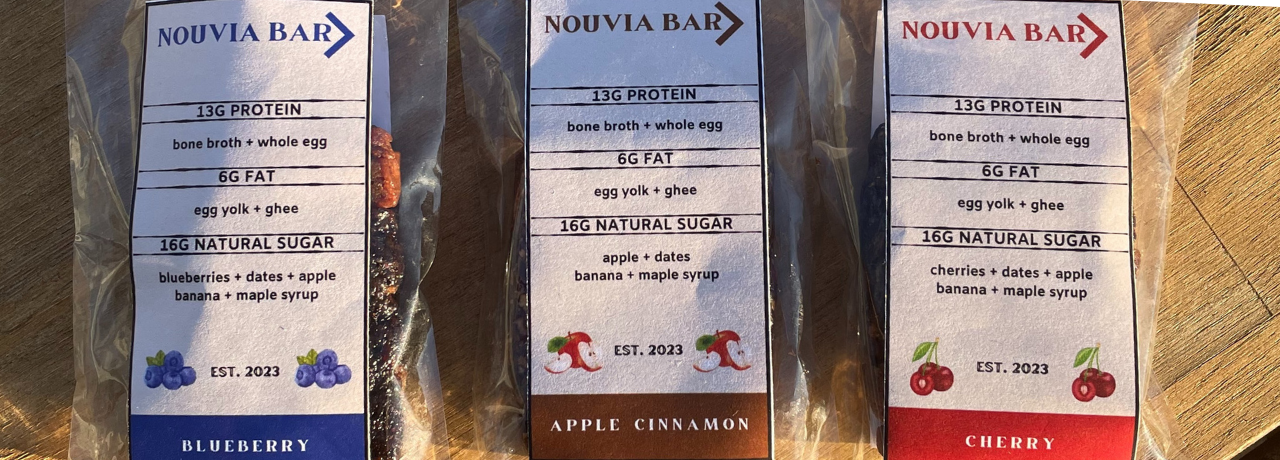 NOUVIA BAR
13G PROTEIN
bone broth + whole egg
6G FAT
egg yolk + ghee
16G NATURAL SUGAR
blueberries + dates + apple
banana + maple syrup
EST. 2023
BLUEBERRY
NOUVIA BAR
13G PROTEIN
bone broth + whole egg
6G FAT
egg yolk + ghee
16G NATURAL SUGAR
apple + dates
banana + maple syrup
EST. 2023
APPLE CINNAMON
NOUVIA BAR
13G PROTEIN
bone broth + whole egg
6G FAT
egg yolk + ghee
16G NATURAL SUGAR
cherries + dates + apple
banana + maple syrup
EST. 2023
CHERRY